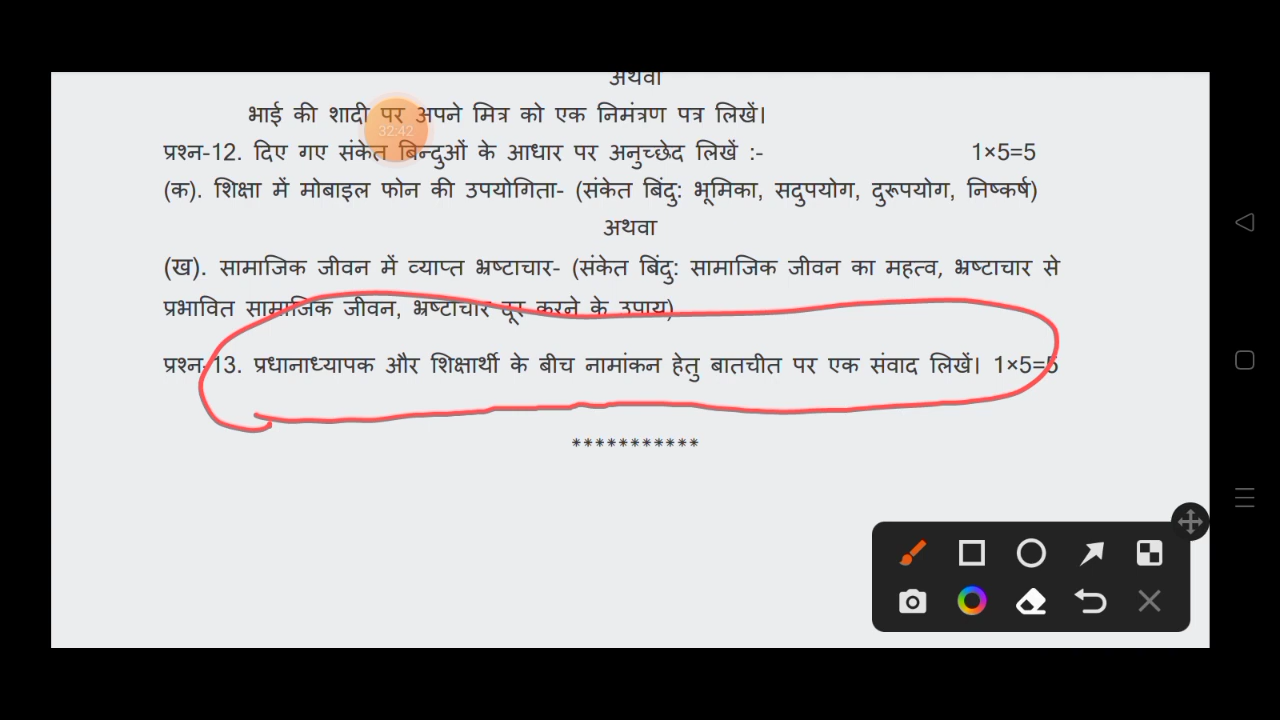 अथवा
भाई की शादी पर अपने मित्र को एक निमंत्रण पत्र लिखें।
32:42
प्रश्न-12. दिए गए संकेत बिन्दुओं के आधार पर अनुच्छेद लिखें :- 1×5=5
(क). शिक्षा में मोबाइल फोन की उपयोगिता- (संकेत बिंदु: भूमिका, सदुपयोग, दुरूपयोग, निष्कर्ष)
अथवा
(ख). सामाजिक जीवन में व्याप्त भ्रष्टाचार- (संकेत बिंदु: सामाजिक जीवन का महत्व, भ्रष्टाचार से
प्रभावित सामाजिक जीवन, भ्रष्टाचार दूर करने के उपाय)
प्रश्न-13. प्रधानाध्यापक और शिक्षार्थी के बीच नामांकन हेतु बातचीत पर एक संवाद लिखें। 1×5=5
***********